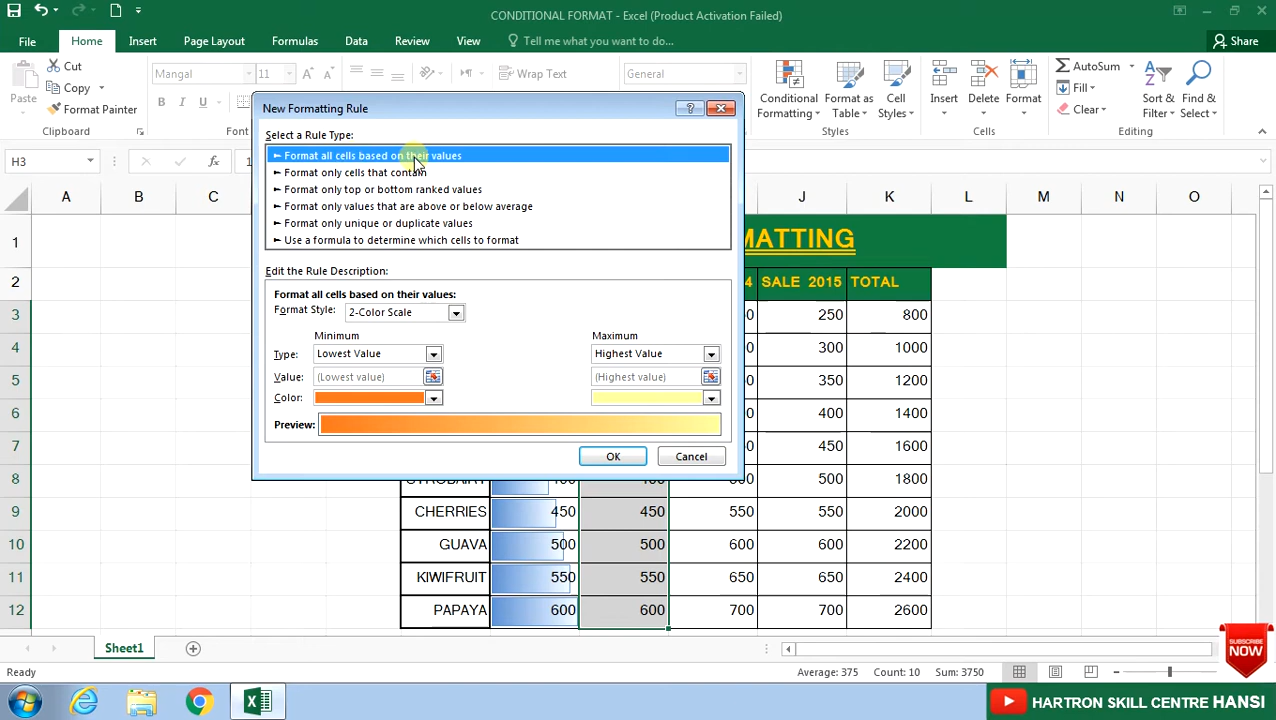 CONDITIONAL FORMAT - Excel (Product Activation Failed)
File Home Insert Page Layout Formulas Data Review View Tell me what you want to do... Share
Cut
Copy
Format Painter
Paste
Clipboard
Mangal 11
B I U
Font
Wrap Text
General
Conditional Formatting
Format as Table
Cell Styles
Styles
Insert Delete Format
Cells
AutoSum
Fill
Clear
Sort & Filter
Find & Select
Editing
H3
New Formatting Rule
Select a Rule Type:
Format all cells based on their values
Format only cells that contain
Format only top or bottom ranked values
Format only values that are above or below average
Format only unique or duplicate values
Use a formula to determine which cells to format
Edit the Rule Description:
Format all cells based on their values:
Format Style: 2-Color Scale
Minimum Maximum
Type: Lowest Value Highest Value
Value: (Lowest value) (Highest value)
Color:
Preview:
OK Cancel
A B C J K L M N O
1 MATTING
2 4 SALE 2015 TOTAL
3 250 800
4 300 1000
5 350 1200
6 400 1400
7 450 1600
8 500 1800
9 CHERRIES 450 450 550 550 2000
10 GUAVA 500 500 600 600 2200
11 KIWIFRUIT 550 550 650 650 2400
12 PAPAYA 600 600 700 700 2600
Sheet1
Ready Average: 375 Count: 10 Sum: 3750
SUBSCRIBE
NOW
HARTRON SKILL CENTRE HANSI